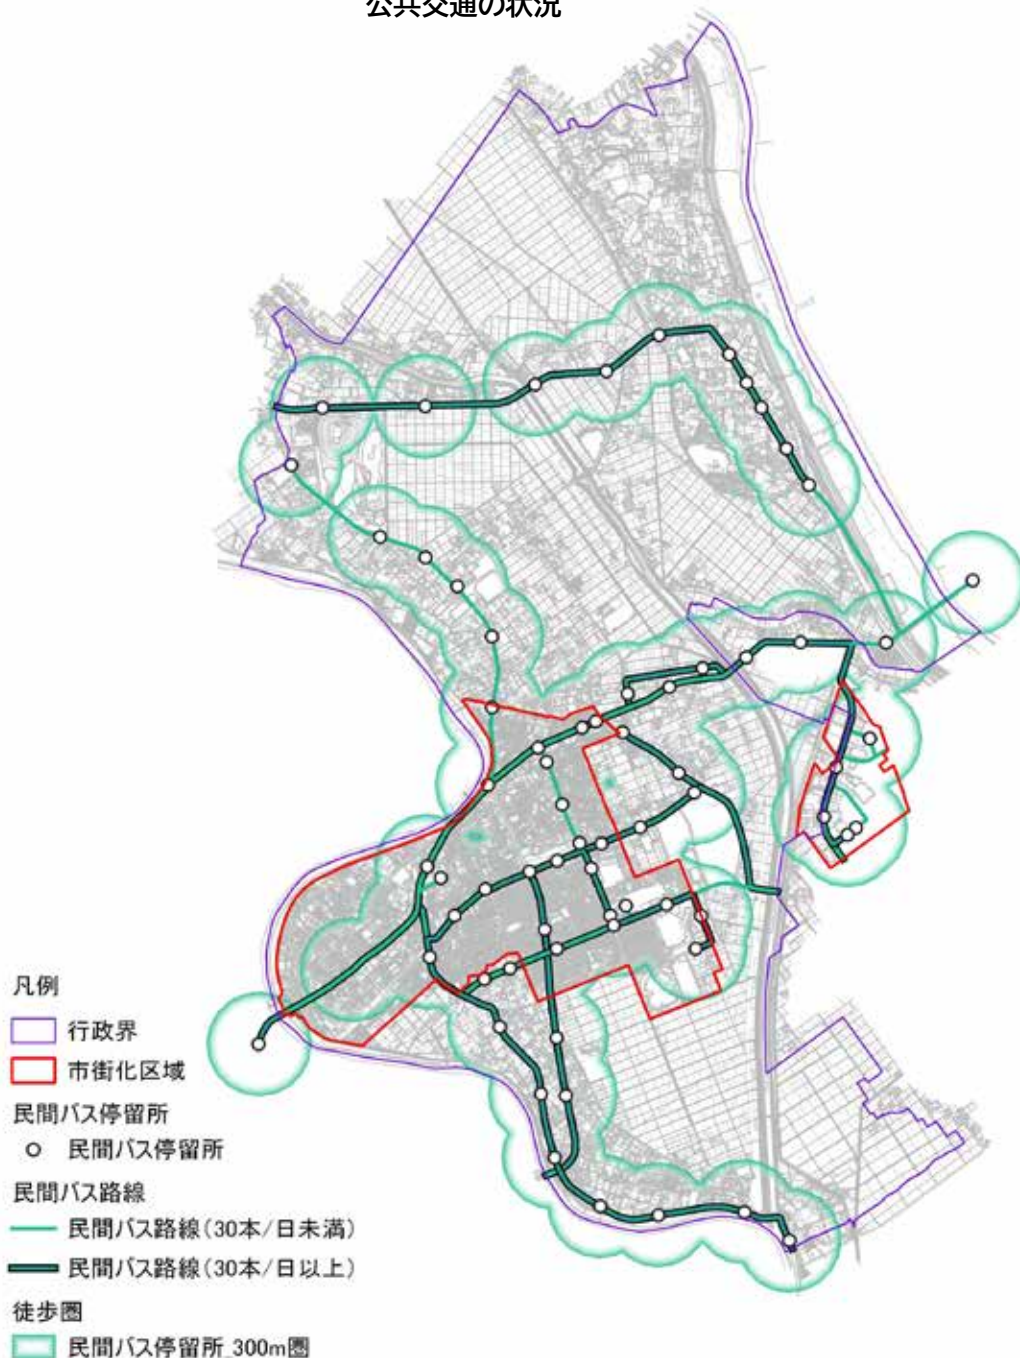 公共交通の状況
凡例
行政界
市街化区域
民間バス停留所
民間バス停留所
民間バス路線
民間バス路線(30本/日未満)
民間バス路線(30本/日以上)
徒歩圏
民間バス停留所_300m圏